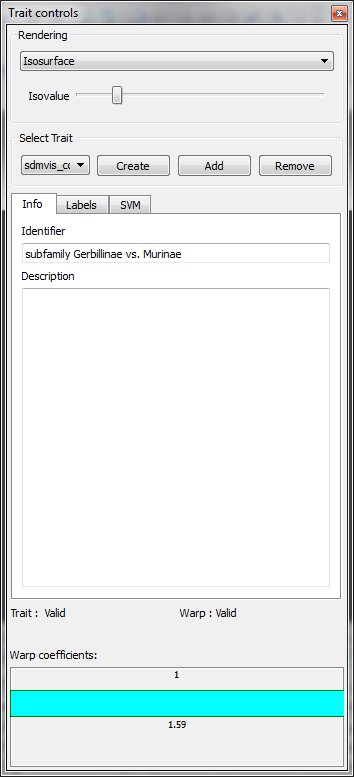 Trait controls
Rendering
Isosurface
Isovalue
Select Trait
sdmvis_cc Create Add Remove
Info Labels SVM
Identifier
subfamily Gerbillinae vs. Murinae
Description
Trait : Valid Warp : Valid
Warp coefficients:
1
1.59